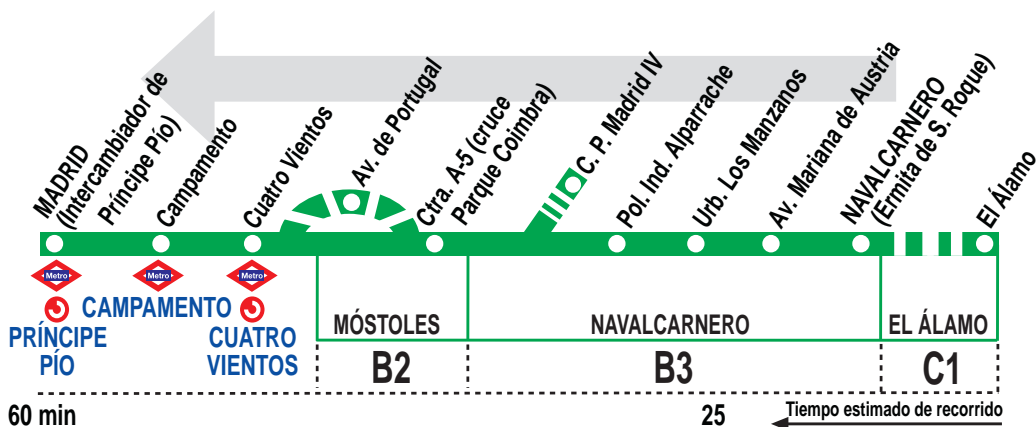 MADRID
(Intercambiador de
Príncipe Pío)
Campamento
Cuatro Vientos
Av. de Portugal
Ctra. A-5 (cruce
Parque Coimbra)
C. P. Madrid IV
Pol. Ind. Alparrache
Urb. Los Manzanos
Av. Mariana de Austria
NAVALCARNERO
(Ermita de S. Roque)
El Álamo
Metro
Metro
Metro
PRÍNCIPE
PÍO
CAMPAMENTO
CUATRO
VIENTOS
MÓSTOLES
NAVALCARNERO
EL ÁLAMO
B2
B3
C1
60 min
25
Tiempo estimado de recorrido